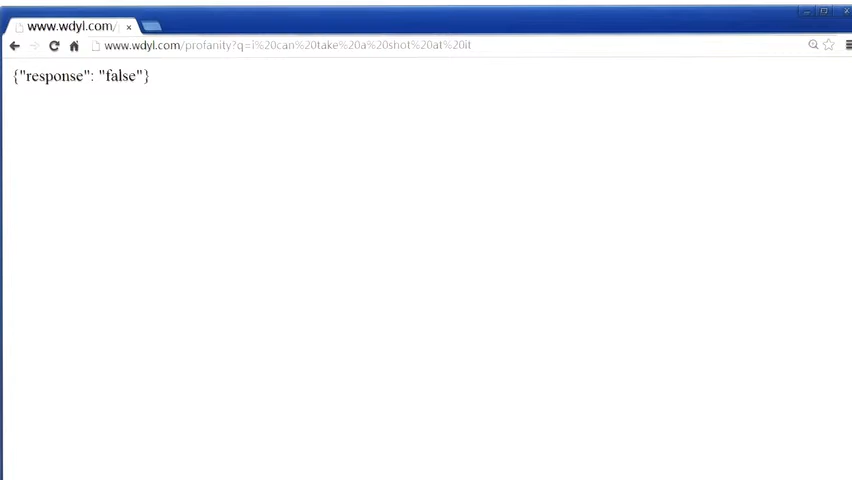 www.wdyl.com/
www.wdyl.com/profanity?q=i%20can%20take%20a%20shot%20at%20it
{"response": "false"}